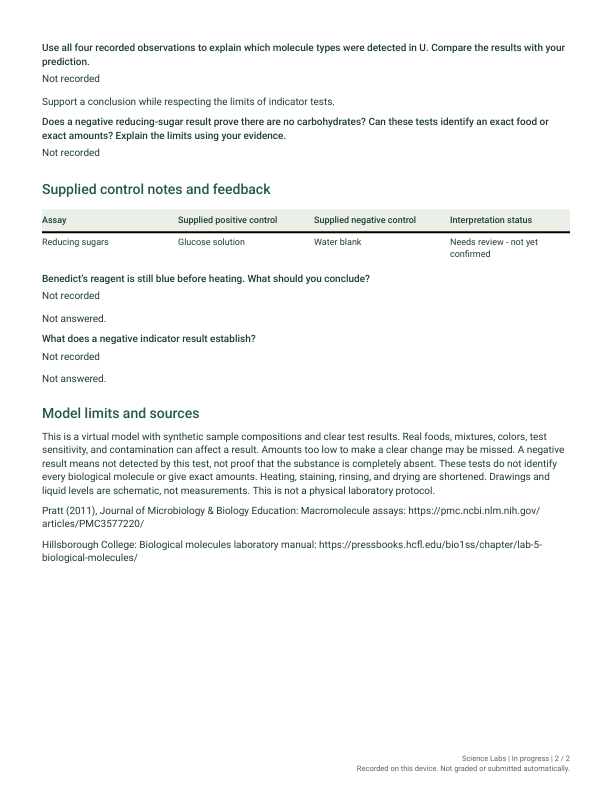 Use all four recorded observations to explain which molecule types were detected in U. Compare the results with your
prediction.
Not recorded
Support a conclusion while respecting the limits of indicator tests.
Does a negative reducing-sugar result prove there are no carbohydrates? Can these tests identify an exact food or
exact amounts? Explain the limits using your evidence.
Not recorded
Supplied control notes and feedback
Assay Supplied positive control Supplied negative control Interpretation status
Reducing sugars Glucose solution Water blank Needs review - not yet
confirmed
Benedict's reagent is still blue before heating. What should you conclude?
Not recorded
Not answered.
What does a negative indicator result establish?
Not recorded
Not answered.
Model limits and sources
This is a virtual model with synthetic sample compositions and clear test results. Real foods, mixtures, colors, test
sensitivity, and contamination can affect a result. Amounts too low to make a clear change may be missed. A negative
result means not detected by this test, not proof that the substance is completely absent. These tests do not identify
every biological molecule or give exact amounts. Heating, staining, rinsing, and drying are shortened. Drawings and
liquid levels are schematic, not measurements. This is not a physical laboratory protocol.
Pratt (2011), Journal of Microbiology & Biology Education: Macromolecule assays: https://pmc.ncbi.nlm.nih.gov/
articles/PMC3577220/
Hillsborough College: Biological molecules laboratory manual: https://pressbooks.hcfl.edu/bio1ss/chapter/lab-5-
biological-molecules/
Science Labs | In progress | 2 / 2
Recorded on this device. Not graded or submitted automatically.